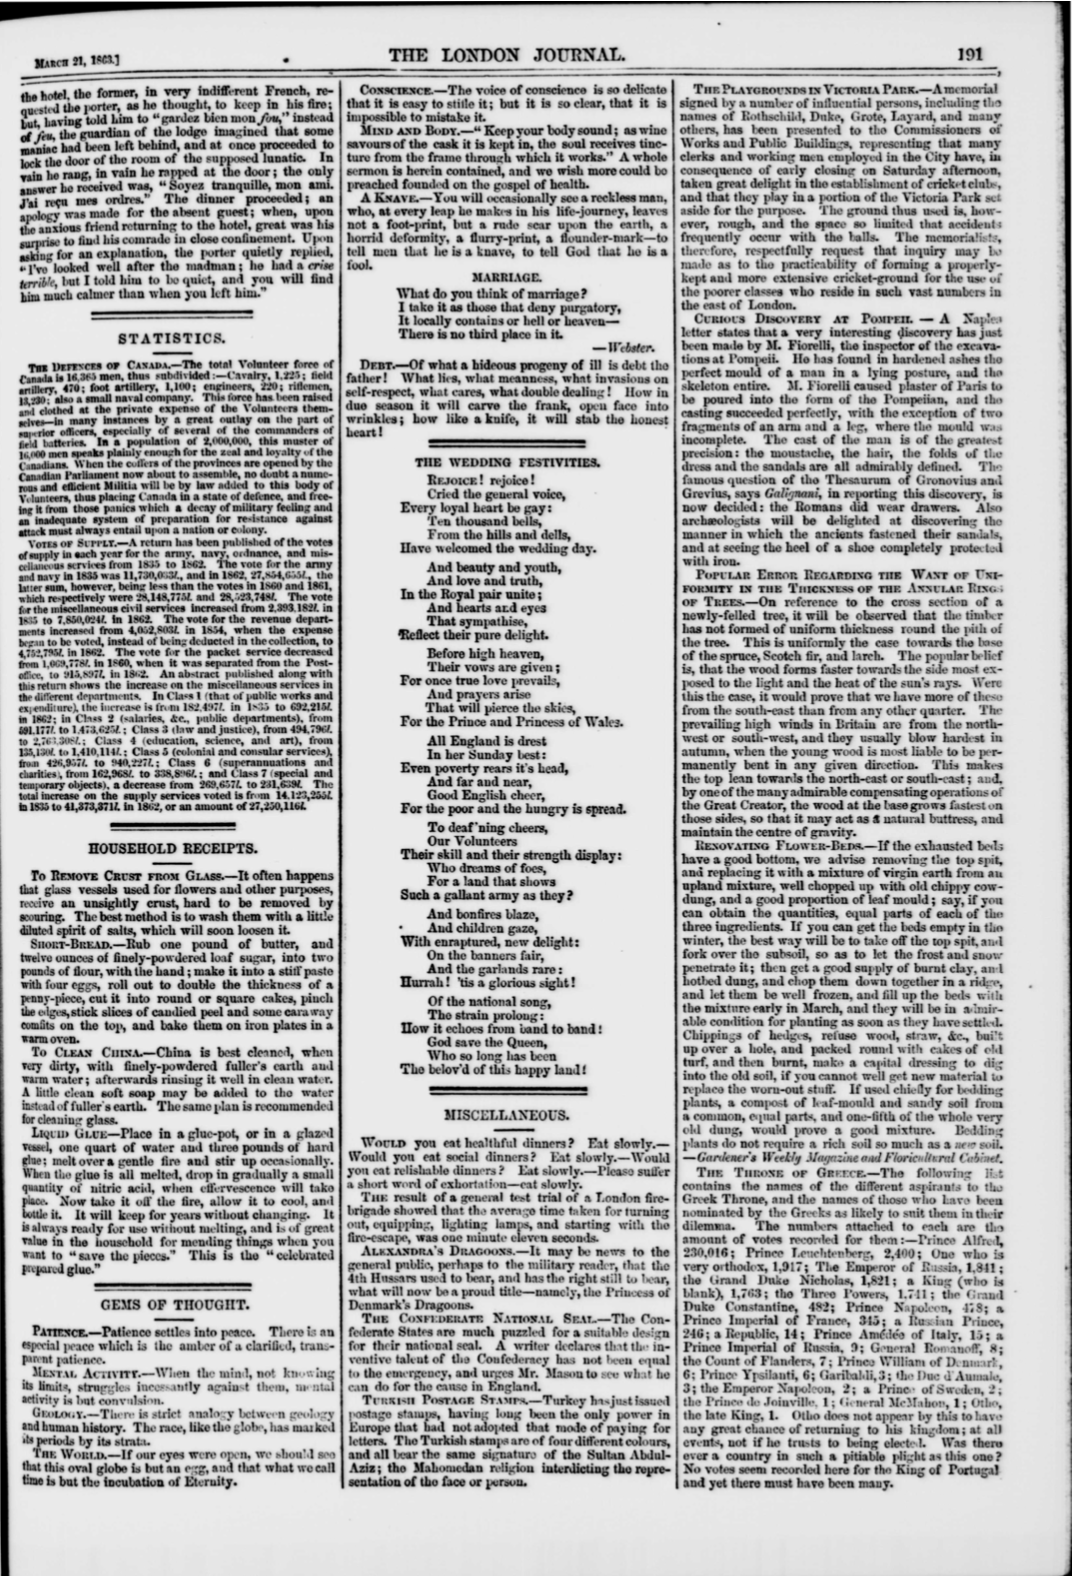 MARCH 21, 1863.]
THE LONDON JOURNAL.
191
the hotel, the former, in very indifferent French, re-
quested the porter, as he thought, to keep in his fire;
but, having told him to "gardez bien mon fou," instead
of feu, the guardian of the lodge imagined that some
maniac had been left behind, and at once proceeded to
lock the door of the room of the supposed lunatic. In
vain he rang, in vain he rapped at the door; the only
answer he received was, "Soyez tranquille, mon ami.
J'ai reçu mes ordres." The dinner proceeded; an
apology was made for the absent guest; when, upon
the anxious friend returning to the hotel, great was his
surprise to find his comrade in close confinement. Upon
asking for an explanation, the porter quietly replied,
"I've looked well after the madman; he had a crise
terrible, but I told him to be quiet, and you will find
him much calmer than when you left him."
STATISTICS.
THE DEFENCES OF CANADA.—The total Volunteer force of
Canada is 16,365 men, thus subdivided:—Cavalry, 1,225; field
artillery, 470; foot artillery, 1,100; engineers, 220; riflemen,
13,230; also a small naval company. This force has been raised
and clothed at the private expense of the Volunteers them-
selves—in many instances by a great outlay on the part of
superior officers, especially of several of the commanders of
field batteries. In a population of 2,000,000, this muster of
16,000 men speaks plainly enough for the zeal and loyalty of the
Canadians. When the coffers of the provinces are opened by the
Canadian Parliament now about to assemble, no doubt a nume-
rous and efficient Militia will be by law added to this body of
Volunteers, thus placing Canada in a state of defence, and free-
ing it from those panics which a decay of military feeling and
an inadequate system of preparation for resistance against
attack must always entail upon a nation or colony.
VOTES OF SUPPLY.—A return has been published of the votes
of supply in each year for the army, navy, ordnance, and mis-
cellaneous services from 1835 to 1862. The vote for the army
and navy in 1835 was 11,730,033l., and in 1862, 27,854,655l., the
latter sum, however, being less than the votes in 1860 and 1861,
which respectively were 28,148,775l. and 28,523,748l. The vote
for the miscellaneous civil services increased from 2,393,182l. in
1835 to 7,850,024l. in 1862. The vote for the revenue depart-
ments increased from 4,052,803l. in 1854, when the expense
began to be voted, instead of being deducted in the collection, to
4,752,795l. in 1862. The vote for the packet service decreased
from 1,069,778l. in 1860, when it was separated from the Post-
office, to 915,897l. in 1862. An abstract published along with
this return shows the increase on the miscellaneous services in
the different departments. In Class 1 (that of public works and
expenditure), the increase is from 182,497l. in 1835 to 692,215l.
in 1862; in Class 2 (salaries, &c., public departments), from
591,177l. to 1,473,625l.; Class 3 (law and justice), from 494,796l.
to 2,763,308l.; Class 4 (education, science, and art), from
135,130l. to 1,410,114l.; Class 5 (colonial and consular services),
from 426,957l. to 940,227l.; Class 6 (superannuations and
charities), from 162,968l. to 338,896l.; and Class 7 (special and
temporary objects), a decrease from 269,657l. to 231,639l. The
total increase on the supply services voted is from 14,123,255l.
in 1835 to 41,373,371l. in 1862, or an amount of 27,250,116l.
HOUSEHOLD RECEIPTS.
TO REMOVE CRUST FROM GLASS.—It often happens
that glass vessels used for flowers and other purposes,
receive an unsightly crust, hard to be removed by
scouring. The best method is to wash them with a little
diluted spirit of salts, which will soon loosen it.
SHORT-BREAD.—Rub one pound of butter, and
twelve ounces of finely-powdered loaf sugar, into two
pounds of flour, with the hand; make it into a stiff paste
with four eggs, roll out to double the thickness of a
penny-piece, cut it into round or square cakes, pinch
the edges, stick slices of candied peel and some caraway
comfits on the top, and bake them on iron plates in a
warm oven.
TO CLEAN CHINA.—China is best cleaned, when
very dirty, with finely-powdered fuller's earth and
warm water; afterwards rinsing it well in clean water.
A little clean soft soap may be added to the water
instead of fuller's earth. The same plan is recommended
for cleaning glass.
LIQUID GLUE—Place in a glue-pot, or in a glazed
vessel, one quart of water and three pounds of hard
glue; melt over a gentle fire and stir up occasionally.
When the glue is all melted, drop in gradually a small
quantity of nitric acid, when effervescence will take
place. Now take it off the fire, allow it to cool, and
bottle it. It will keep for years without changing. It
is always ready for use without melting, and is of great
value in the household for mending things when you
want to "save the pieces." This is the "celebrated
prepared glue."
GEMS OF THOUGHT.
PATIENCE.—Patience settles into peace. There is an
especial peace which is the amber of a clarified, trans-
parent patience.
MENTAL ACTIVITY.—When the mind, not knowing
its limits, struggles incessantly against them, mental
activity is but convulsion.
GEOLOGY.—There is strict analogy between geology
and human history. The race, like the globe, has marked
its periods by its strata.
THE WORLD.—If our eyes were open, we should see
that this oval globe is but an egg, and that what we call
time is but the incubation of Eternity.
CONSCIENCE.—The voice of conscience is so delicate
that it is easy to stifle it; but it is so clear, that it is
impossible to mistake it.
MIND AND BODY.—"Keep your body sound; as wine
savours of the cask it is kept in, the soul receives tinc-
ture from the frame through which it works." A whole
sermon is herein contained, and we wish more could be
preached founded on the gospel of health.
A KNAVE.—You will occasionally see a reckless man,
who, at every leap he makes in his life-journey, leaves
not a foot-print, but a rude scar upon the earth, a
horrid deformity, a flurry-print, a flounder-mark—to
tell men that he is a knave, to tell God that he is a
fool.
MARRIAGE.
What do you think of marriage?
I take it as those that deny purgatory,
It locally contains or hell or heaven—
There is no third place in it.
—Webster.
DEBT.—Of what a hideous progeny of ill is debt the
father! What lies, what meanness, what invasions on
self-respect, what cares, what double dealing! How in
due season it will carve the frank, open face into
wrinkles; how like a knife, it will stab the honest
heart!
THE WEDDING FESTIVITIES.
REJOICE! rejoice!
Cried the general voice,
Every loyal heart be gay:
Ten thousand bells,
From the hills and dells,
Have welcomed the wedding day.
And beauty and youth,
And love and truth,
In the Royal pair unite;
And hearts and eyes
That sympathise,
Reflect their pure delight.
Before high heaven,
Their vows are given;
For once true love prevails,
And prayers arise
That will pierce the skies,
For the Prince and Princess of Wales.
All England is drest
In her Sunday best:
Even poverty rears it's head,
And far and near,
Good English cheer,
For the poor and the hungry is spread.
To deaf'ning cheers,
Our Volunteers
Their skill and their strength display:
Who dreams of foes,
For a land that shows
Such a gallant army as they?
And bonfires blaze,
And children gaze,
With enraptured, new delight:
On the banners fair,
And the garlands rare:
Hurrah! 'tis a glorious sight!
Of the national song,
The strain prolong:
How it echoes from band to band!
God save the Queen,
Who so long has been
The belov'd of this happy land!
MISCELLANEOUS.
WOULD you eat healthful dinners? Eat slowly.—
Would you eat social dinners? Eat slowly.—Would
you eat relishable dinners? Eat slowly.—Please suffer
a short word of exhortation—eat slowly.
THE result of a general test trial of a London fire-
brigade showed that the average time taken for turning
out, equipping, lighting lamps, and starting with the
fire-escape, was one minute eleven seconds.
ALEXANDRA'S DRAGOONS.—It may be news to the
general public, perhaps to the military reader, that the
4th Hussars used to bear, and has the right still to bear,
what will now be a proud title—namely, the Princess of
Denmark's Dragoons.
THE CONFEDERATE NATIONAL SEAL.—The Con-
federate States are much puzzled for a suitable design
for their national seal. A writer declares that the in-
ventive talent of the Confederacy has not been equal
to the emergency, and urges Mr. Mason to see what he
can do for the cause in England.
TURKISH POSTAGE STAMPS.—Turkey has just issued
postage stamps, having long been the only power in
Europe that had not adopted that mode of paying for
letters. The Turkish stamps are of four different colours,
and all bear the same signature of the Sultan Abdul-
Aziz; the Mahomedan religion interdicting the repre-
sentation of the face or person.
THE PLAYGROUNDS IN VICTORIA PARK.—A memorial
signed by a number of influential persons, including the
names of Rothschild, Duke, Grote, Layard, and many
others, has been presented to the Commissioners of
Works and Public Buildings, representing that many
clerks and working men employed in the City have, in
consequence of early closing on Saturday afternoon,
taken great delight in the establishment of cricket clubs,
and that they play in a portion of the Victoria Park set
aside for the purpose. The ground thus used is, how-
ever, rough, and the space so limited that accidents
frequently occur with the balls. The memorialists,
therefore, respectfully request that inquiry may be
made as to the practicability of forming a properly-
kept and more extensive cricket-ground for the use of
the poorer classes who reside in such vast numbers in
the east of London.
CURIOUS DISCOVERY AT POMPEII. — A Naples
letter states that a very interesting discovery has just
been made by M. Fiorelli, the inspector of the excava-
tions at Pompeii. He has found in hardened ashes the
perfect mould of a man in a lying posture, and the
skeleton entire. M. Fiorelli caused plaster of Paris to
be poured into the form of the Pompeiian, and the
casting succeeded perfectly, with the exception of two
fragments of an arm and a leg, where the mould was
incomplete. The cast of the man is of the greatest
precision: the moustache, the hair, the folds of the
dress and the sandals are all admirably defined. The
famous question of the Thesaurum of Gronovius and
Grevius, says Galignani, in reporting this discovery, is
now decided: the Romans did wear drawers. Also
archæologists will be delighted at discovering the
manner in which the ancients fastened their sandals,
and at seeing the heel of a shoe completely protected
with iron.
POPULAR ERROR REGARDING THE WANT OF UNI-
FORMITY IN THE THICKNESS OF THE ANNULAR RINGS
OF TREES.—On reference to the cross section of a
newly-felled tree, it will be observed that the timber
has not formed of uniform thickness round the pith of
the tree. This is uniformly the case towards the base
of the spruce, Scotch fir, and larch. The popular belief
is, that the wood forms faster towards the side most ex-
posed to the light and the heat of the sun's rays. Were
this the case, it would prove that we have more of these
from the south-east than from any other quarter. The
prevailing high winds in Britain are from the north-
west or south-west, and they usually blow hardest in
autumn, when the young wood is most liable to be per-
manently bent in any given direction. This makes
the top lean towards the north-east or south-east; and,
by one of the many admirable compensating operations of
the Great Creator, the wood at the base grows fastest on
those sides, so that it may act as a natural buttress, and
maintain the centre of gravity.
RENOVATING FLOWER-BEDS.—If the exhausted beds
have a good bottom, we advise removing the top spit,
and replacing it with a mixture of virgin earth from an
upland mixture, well chopped up with old chippy cow-
dung, and a good proportion of leaf mould; say, if you
can obtain the quantities, equal parts of each of the
three ingredients. If you can get the beds empty in the
winter, the best way will be to take off the top spit, and
fork over the subsoil, so as to let the frost and snow
penetrate it; then get a good supply of burnt clay, and
hotbed dung, and chop them down together in a ridge,
and let them be well frozen, and fill up the beds with
the mixture early in March, and they will be in admir-
able condition for planting as soon as they have settled.
Chippings of hedges, refuse wood, straw, &c., built
up over a hole, and packed round with cakes of old
turf, and then burnt, make a capital dressing to dig
into the old soil, if you cannot well get new material to
replace the worn-out stuff. If used chiefly for bedding
plants, a compost of leaf-mould and sandy soil from
a common, equal parts, and one-fifth of the whole very
old dung, would prove a good mixture. Bedding
plants do not require a rich soil so much as a new soil.
—Gardener's Weekly Magazine and Floricultural Cabinet.
THE THRONE OF GREECE.—The following list
contains the names of the different aspirants to the
Greek Throne, and the names of those who have been
nominated by the Greeks as likely to suit them in their
dilemma. The numbers attached to each are the
amount of votes recorded for them:—Prince Alfred,
230,016; Prince Leuchtenberg, 2,400; One who is
very orthodox, 1,917; The Emperor of Russia, 1,841;
the Grand Duke Nicholas, 1,821; a King (who is
blank), 1,763; the Three Powers, 1,741; the Grand
Duke Constantine, 482; Prince Napoleon, 478; a
Prince Imperial of France, 345; a Russian Prince,
246; a Republic, 14; Prince Amédée of Italy, 15; a
Prince Imperial of Russia, 9; General Romanoff, 8;
the Count of Flanders, 7; Prince William of Denmark,
6; Prince Ypsilanti, 6; Garibaldi, 3; the Duc d'Aumale,
3; the Emperor Napoleon, 2; a Prince of Sweden, 2;
the Prince de Joinville, 1; General McMahon, 1; Otho,
the late King, 1. Otho does not appear by this to have
any great chance of returning to his kingdom; at all
events, not if he trusts to being elected. Was there
ever a country in such a pitiable plight as this one?
No votes seem recorded here for the King of Portugal
and yet there must have been many.